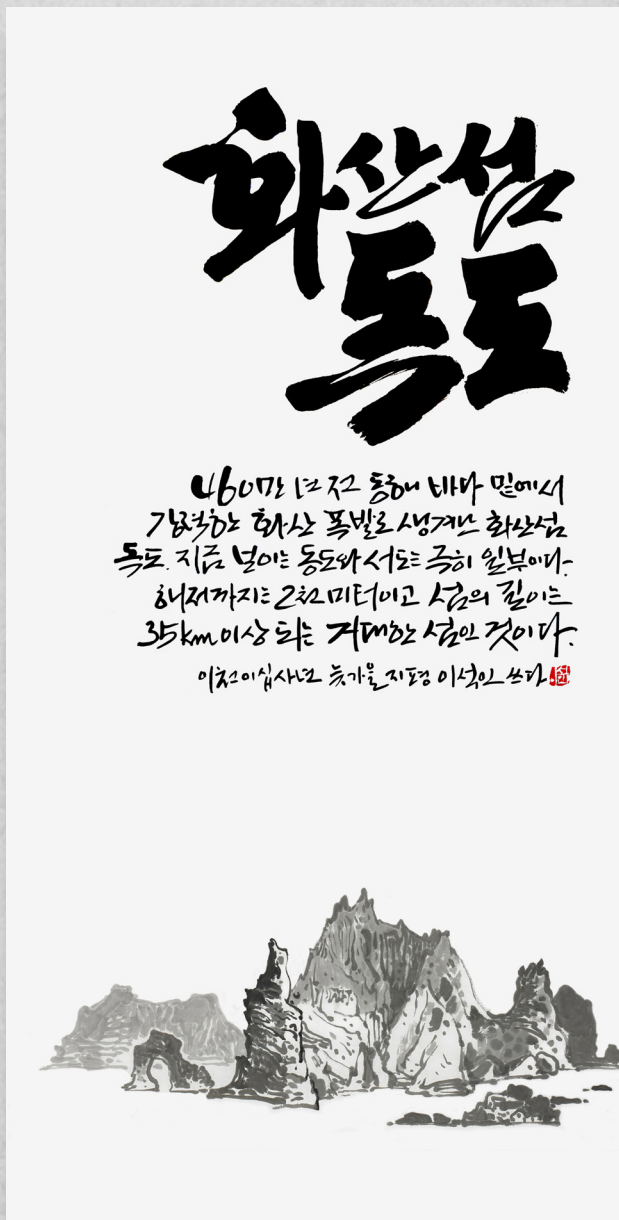 화산섬
독도
460만 년 전 동해 바다 밑에서
강력한 화산 폭발로 생겨난 화산섬
독도. 지금 보이는 동도와 서도는 극히 일부이다.
해저까지는 2천미터이고 섬의 길이는
35km 이상 되는 거대한 섬인 것이다.
이천이십사년 늦가을 지평 이석인 쓰다